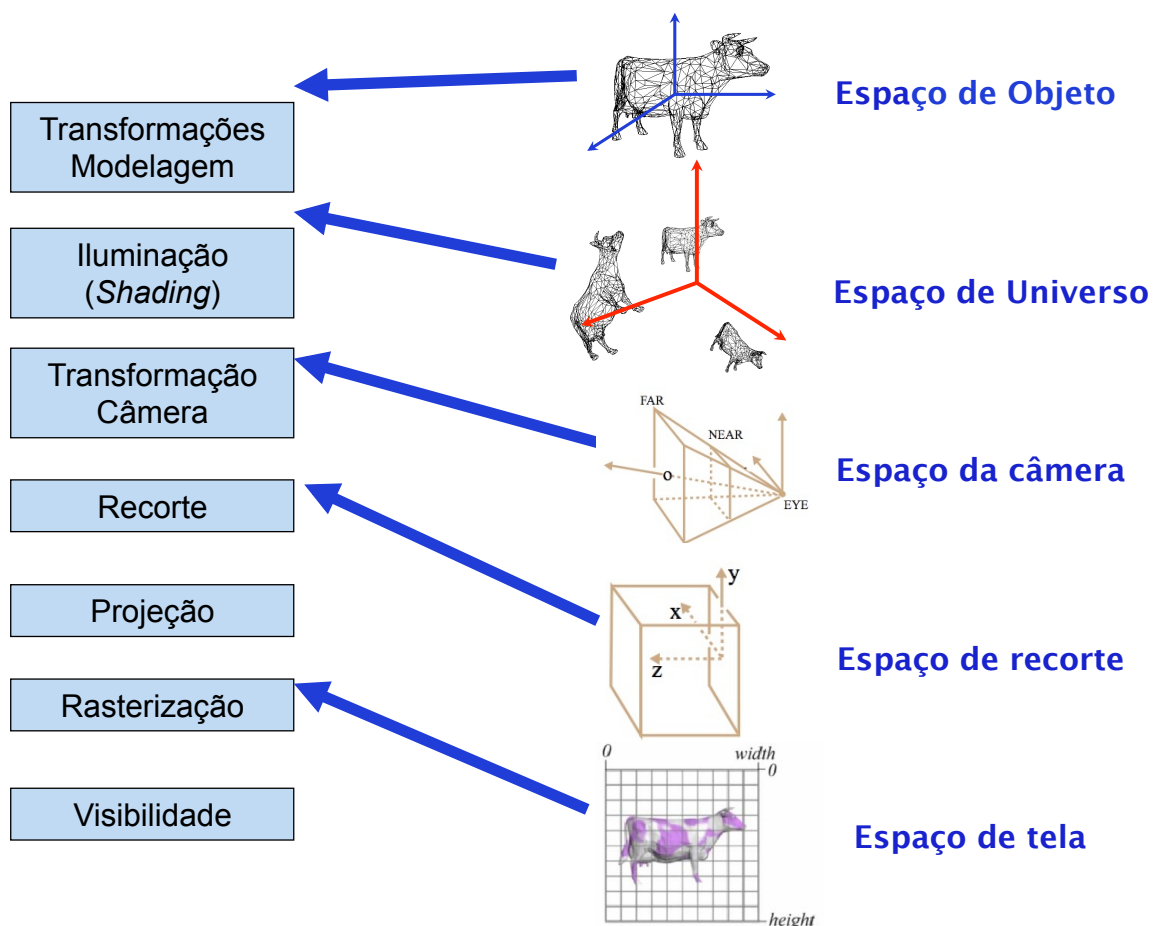 Transformações
Modelagem
Iluminação
(Shading)
Transformação
Câmera
Recorte
Projeção
Rasterização
Visibilidade
Espaço de Objeto
Espaço de Universo
FAR
NEAR
o
EYE
Espaço da câmera
y
x
z
Espaço de recorte
0
width
0
height
Espaço de tela